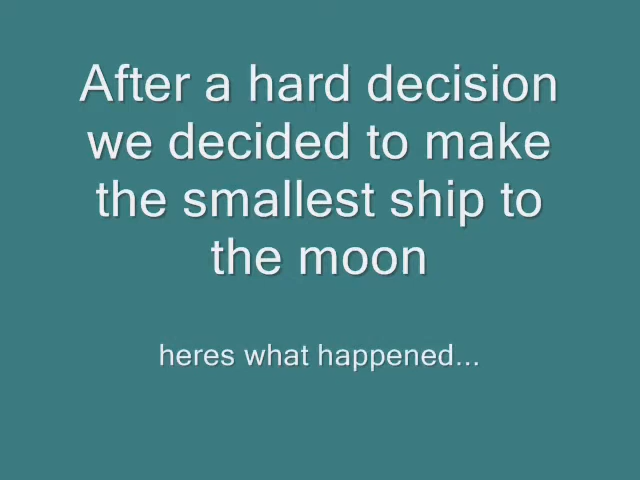 After a hard decision
we decided to make
the smallest ship to
the moon
heres what happened...